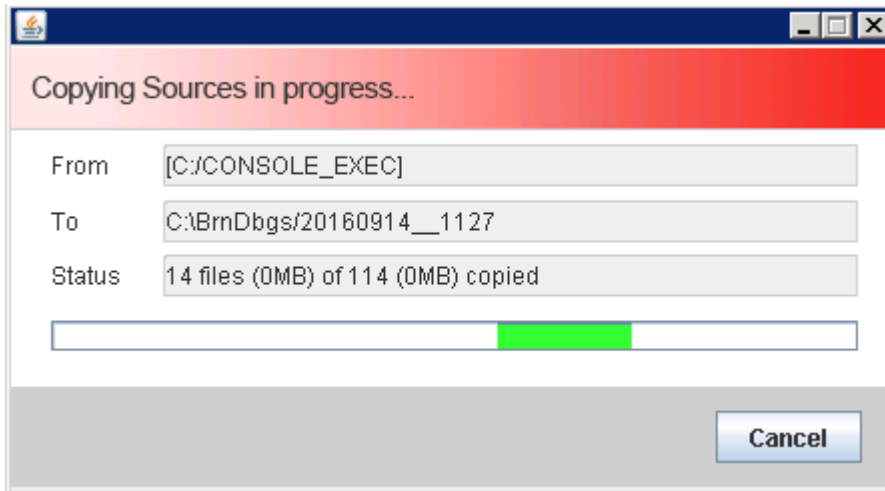 Copying Sources in progress...
From [C:/CONSOLE_EXEC]
To C:\BrnDbgs/20160914__1127
Status 14 files (0MB) of 114 (0MB) copied
Cancel